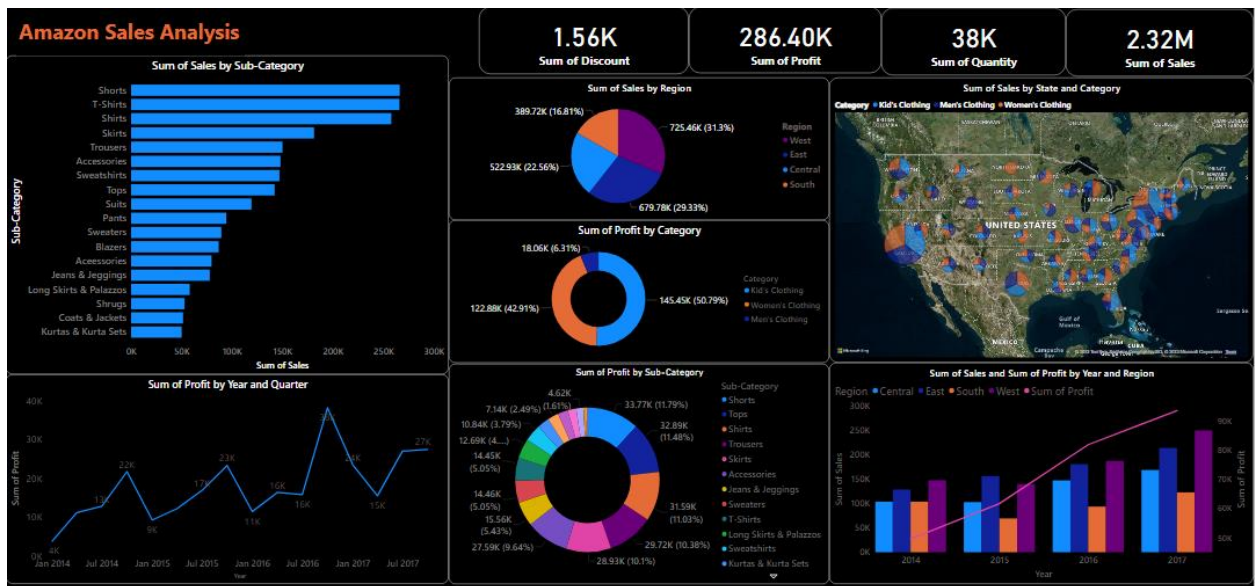 Amazon Sales Analysis
1.56K
Sum of Discount
286.40K
Sum of Profit
38K
Sum of Quantity
2.32M
Sum of Sales
Sum of Sales by Sub-Category
Sub-Category
Shorts
T-Shirts
Shirts
Skirts
Trousers
Accessories
Sweatshirts
Tops
Suits
Pants
Sweaters
Blazers
Jeans & Jeggings
Long Skirts & Palazzos
Shrugs
Coats & Jackets
Kurtas & Kurta Sets
0K 50K 100K 150K 200K 250K 300K
Sum of Sales
Sum of Sales by Region
389.72K (16.81%)
725.46K (31.3%)
522.93K (22.56%)
679.78K (29.33%)
Region
West
East
Central
South
Sum of Profit by Category
18.06K (6.31%)
122.88K (42.91%)
145.45K (50.79%)
Category
Kid's Clothing
Women's Clothing
Men's Clothing
Sum of Sales by State and Category
Category Kid's Clothing Men's Clothing Women's Clothing
UNITED STATES
MEXICO
Gulf of
Mexico
CUBA
Sum of Profit by Year and Quarter
Sum of Profit
40K
30K
20K
10K
0K
4K
13K
22K
9K
17K
23K
11K
16K
16K
24K
15K
27K
Jan 2014 Jul 2014 Jan 2015 Jul 2015 Jan 2016 Jul 2016 Jan 2017 Jul 2017
Year
Sum of Profit by Sub-Category
4.62K
(1.61%)
7.14K (2.49%)
10.84K (3.79%)
12.69K (4....)
14.45K
(5.05%)
14.46K
(5.05%)
15.56K
(5.43%)
27.59K (9.64%)
28.93K (10.1%)
29.72K (10.38%)
31.59K
(11.03%)
32.89K
(11.48%)
33.77K (11.79%)
Sub-Category
Shorts
Tops
Shirts
Trousers
Skirts
Accessories
Jeans & Jeggings
Sweaters
T-Shirts
Long Skirts & Palazzos
Sweatshirts
Kurtas & Kurta Sets
Sum of Sales and Sum of Profit by Year and Region
Region Central East South West Sum of Profit
Sum of Sales
300K
250K
200K
150K
100K
50K
0K
2014 2015 2016 2017
Year
90K
80K
70K
60K
50K
Sum of Profit